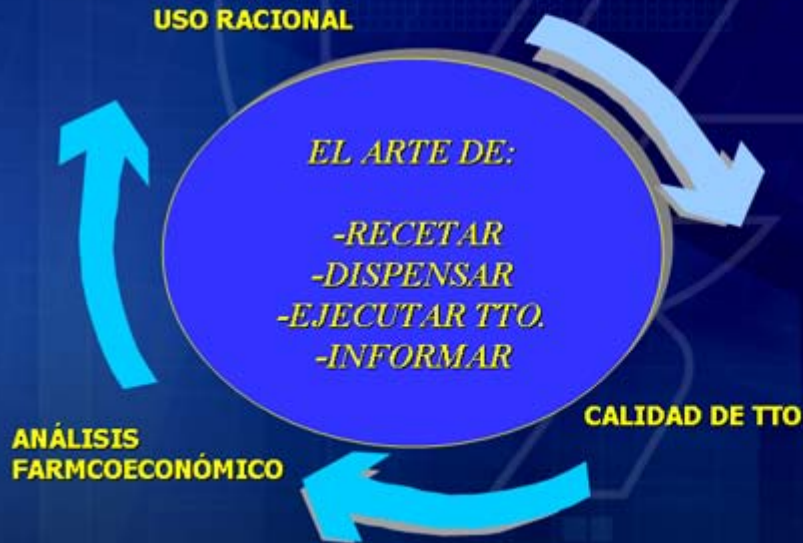 USO RACIONAL
EL ARTE DE:
-RECETAR
-DISPENSAR
-EJECUTAR TTO.
-INFORMAR
CALIDAD DE TTO
ANÁLISIS
FARMCOECONÓMICO